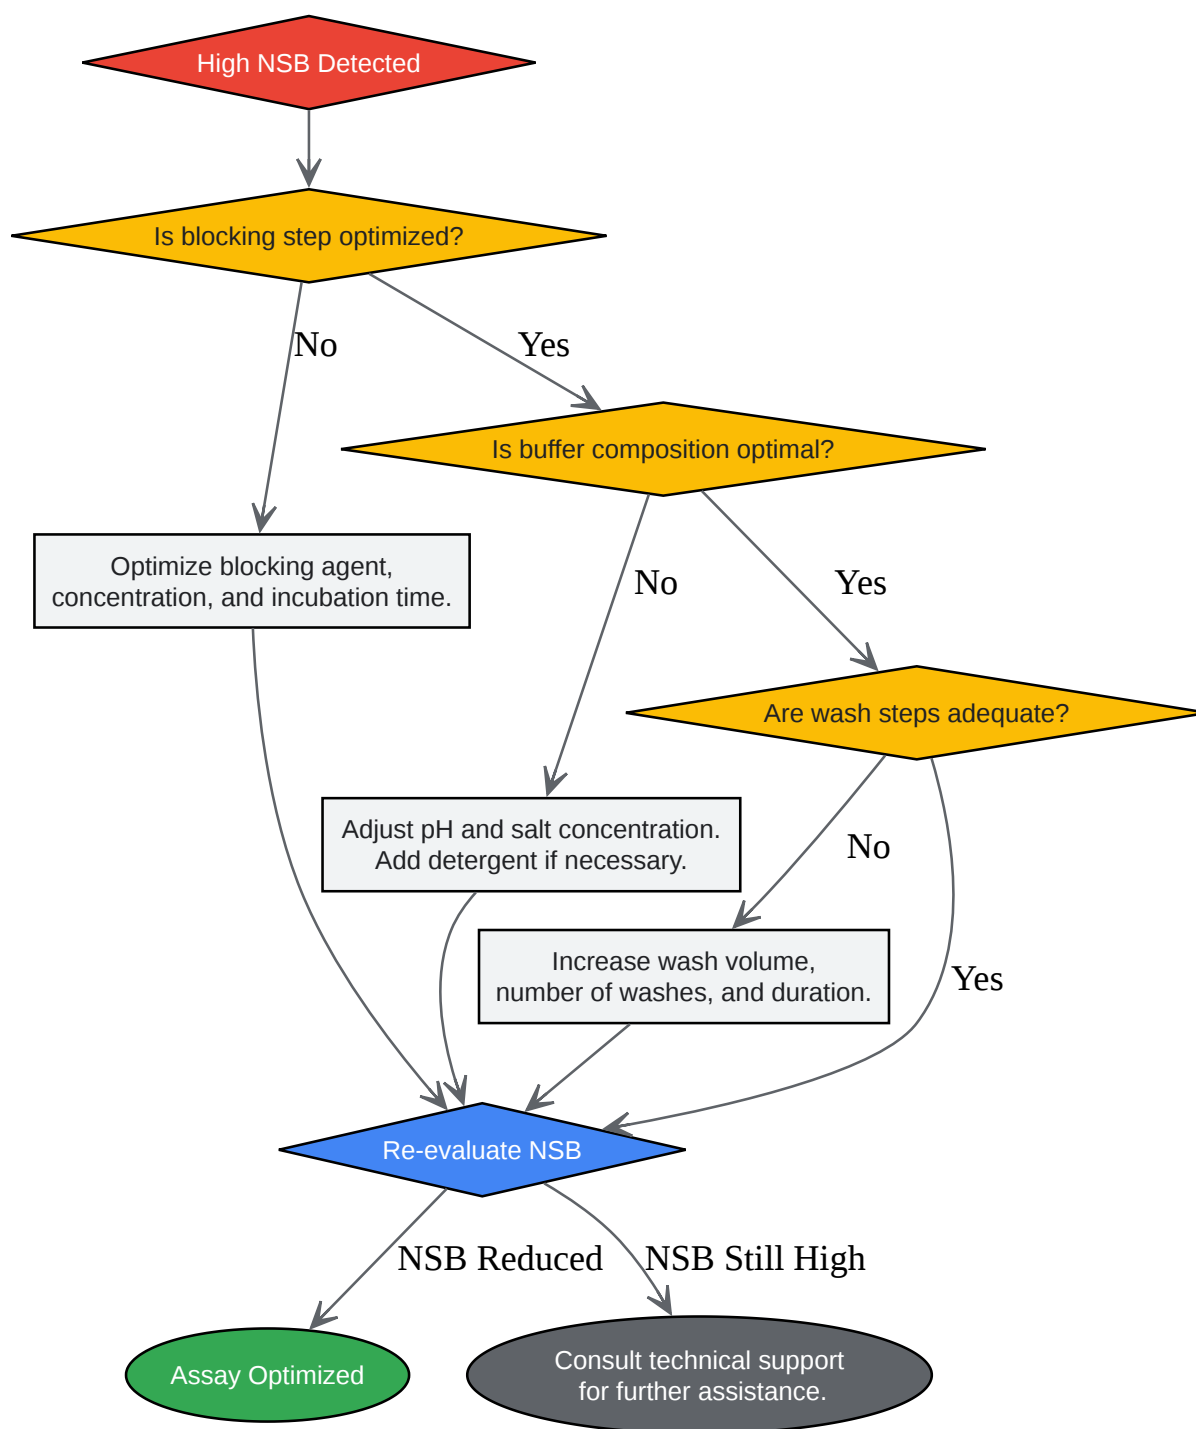 High NSB Detected
Is blocking step optimized?
No
Yes
Is buffer composition optimal?
Optimize blocking agent,
concentration, and incubation time.
No
Yes
Are wash steps adequate?
Adjust pH and salt concentration.
Add detergent if necessary.
No
Increase wash volume,
number of washes, and duration.
Yes
Re-evaluate NSB
NSB Reduced
NSB Still High
Assay Optimized
Consult technical support
for further assistance.